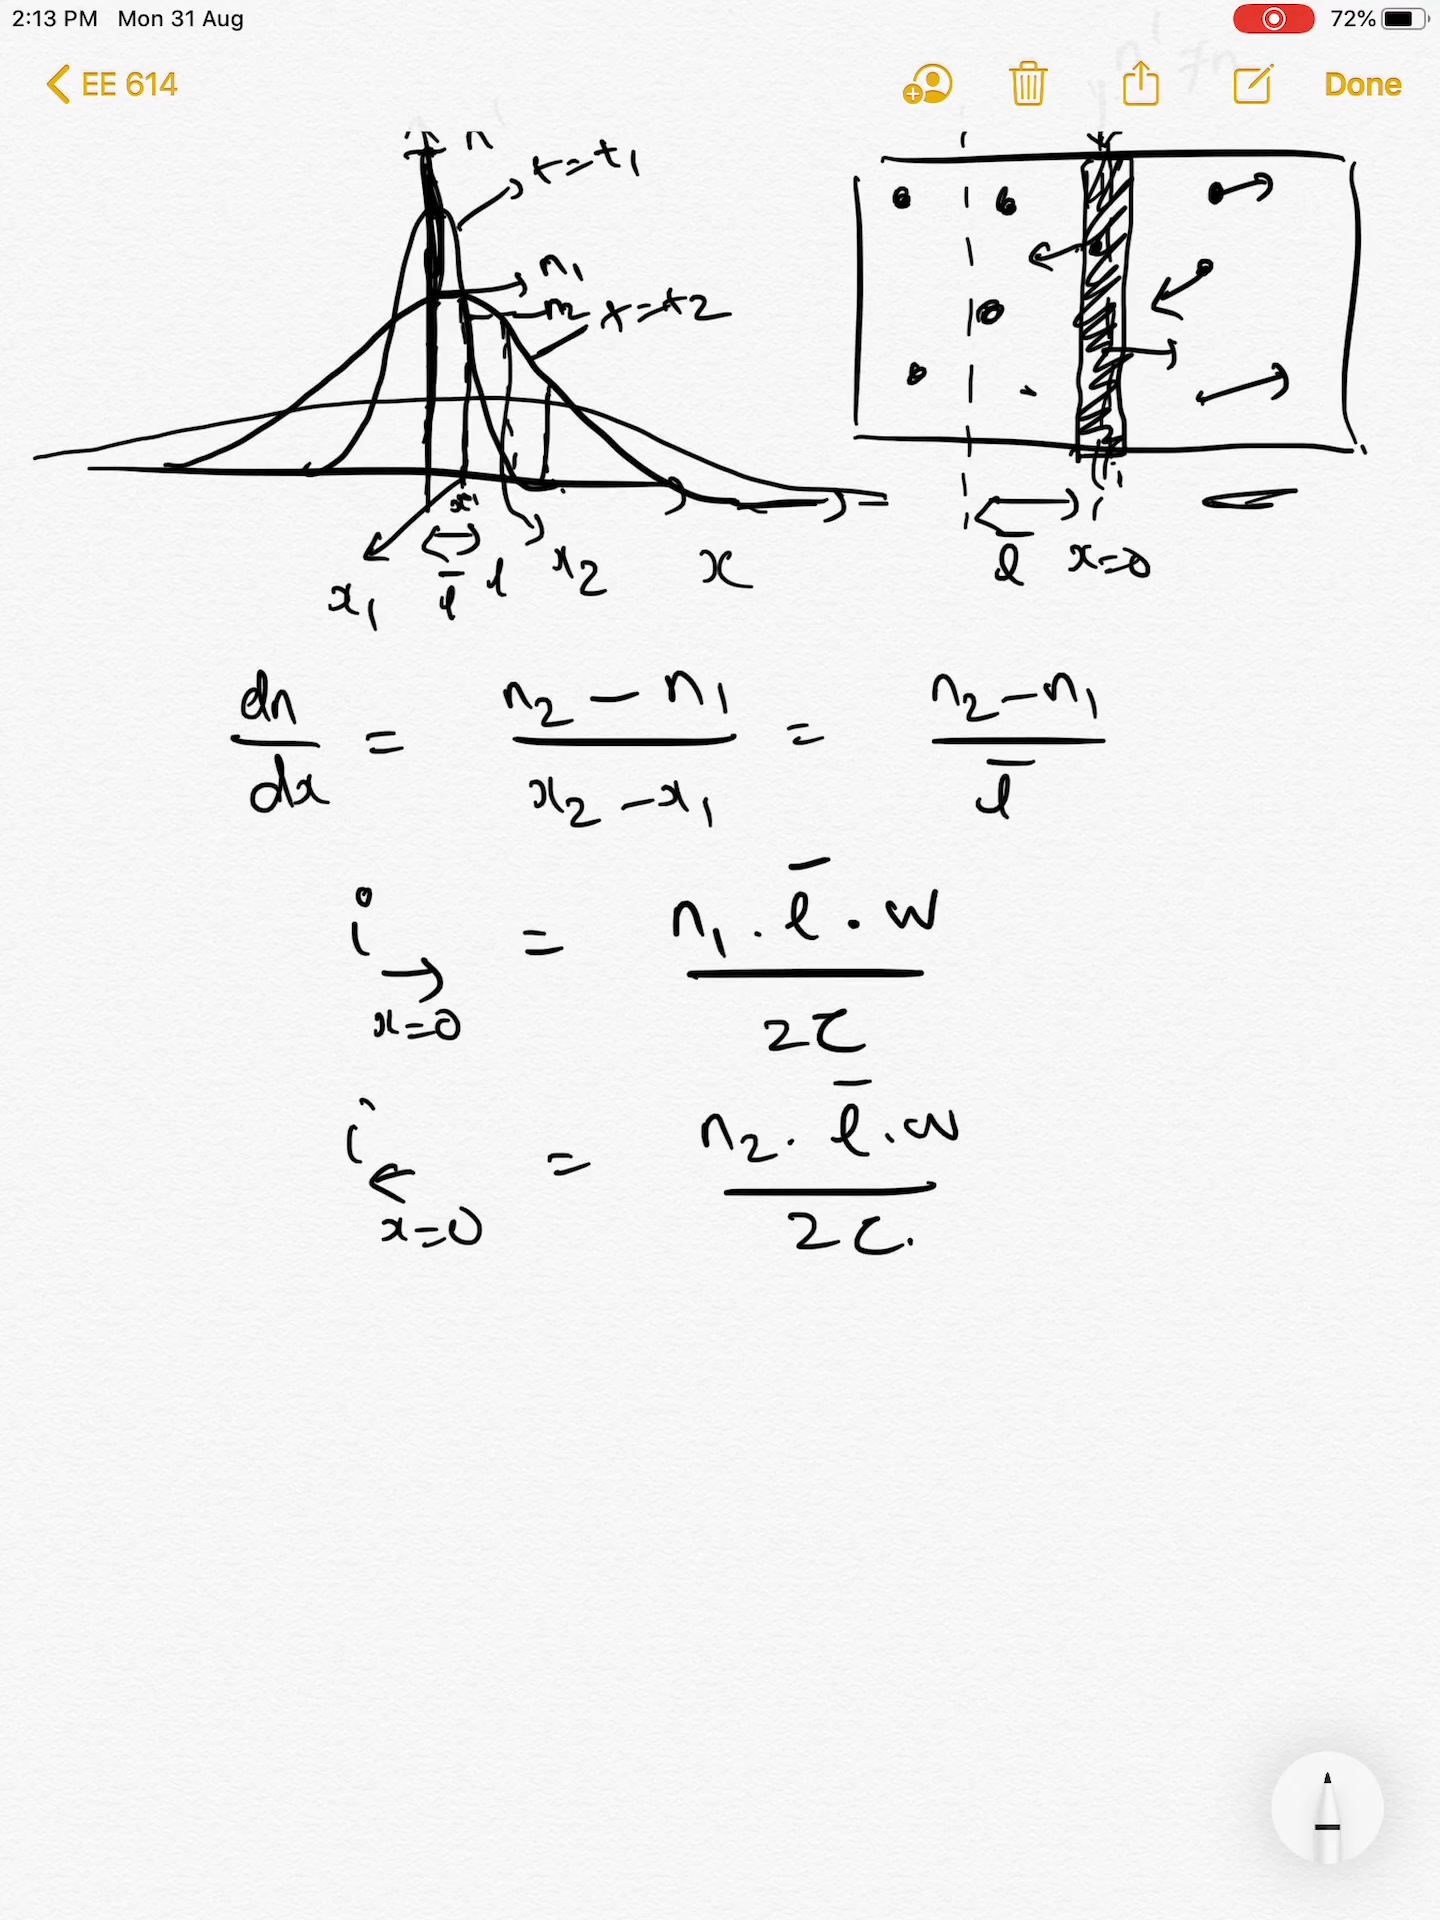 2:13 PM Mon 31 Aug 72%
EE 614 Done
n
t=t1
n1
n2 t=t2
x1 l̄ l x2 x
l̄ x=0
dn/dx = (n2 − n1)/(x2 − x1) = (n2 − n1)/l̄
i→ x=0 = n1 . l̄ . w / 2τ
i← x=0 = n2 . l̄ . w / 2τ.